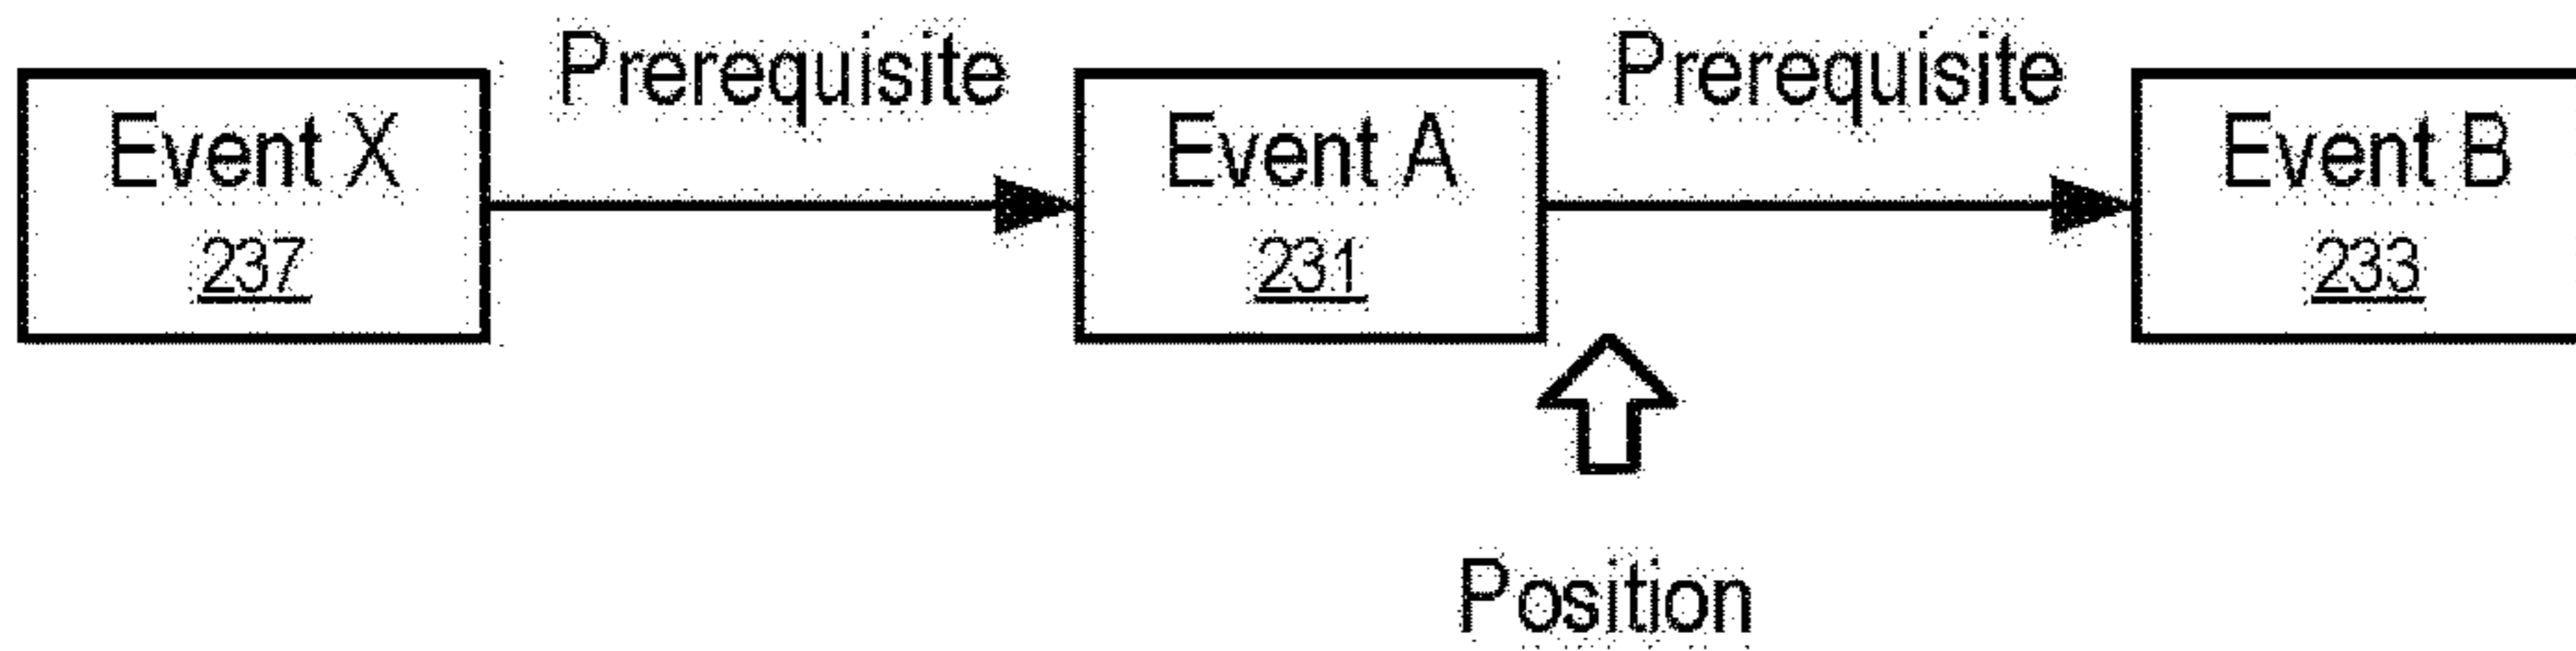 Prerequisite
Prerequisite
Event X
237
Event A
231
Event B
233
Position